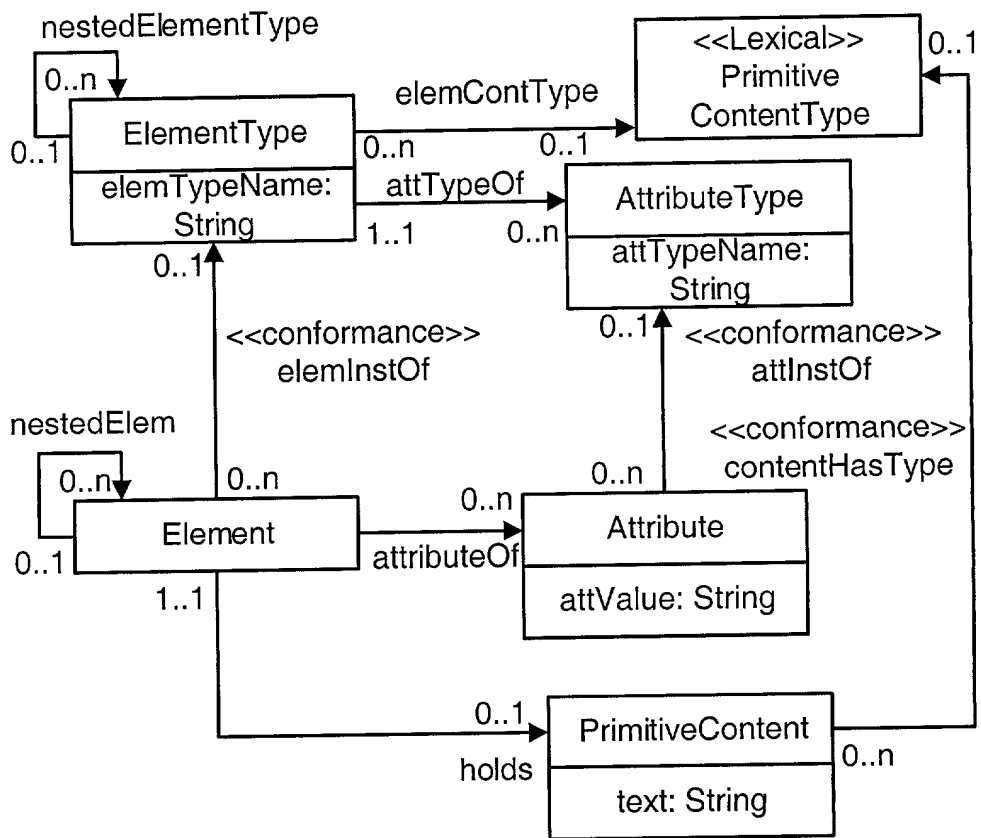 nestedElementType
0..n
0..1
ElementType
elemTypeName:
String
elemContType
0..n
0..1
<<Lexical>>
Primitive
ContentType
0..1
attTypeOf
1..1
0..n
AttributeType
attTypeName:
String
0..1
0..1
<<conformance>>
elemInstOf
<<conformance>>
attInstOf
<<conformance>>
contentHasType
nestedElem
0..n
0..1
0..n
Element
1..1
0..n
attributeOf
0..n
Attribute
attValue: String
0..1
holds
PrimitiveContent
text: String
0..n